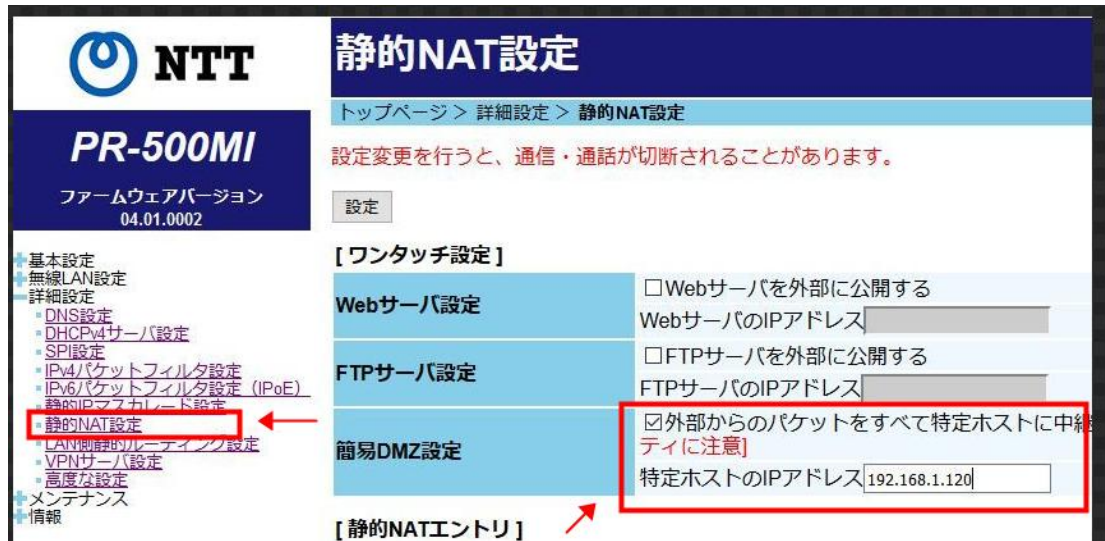 NTT
PR-500MI
ファームウェアバージョン
04.01.0002
基本設定
無線LAN設定
詳細設定
DNS設定
DHCPv4サーバ設定
SPI設定
IPv4パケットフィルタ設定
IPv6パケットフィルタ設定（IPoE）
静的IPマスカレード設定
静的NAT設定
LAN側静的ルーティング設定
VPNサーバ設定
高度な設定
メンテナンス
情報
静的NAT設定
トップページ＞ 詳細設定＞ 静的NAT設定
設定変更を行うと、通信・通話が切断されることがあります。
設定
[ワンタッチ設定]
Webサーバ設定
□Webサーバを外部に公開する
WebサーバのIPアドレス
FTPサーバ設定
□FTPサーバを外部に公開する
FTPサーバのIPアドレス
簡易DMZ設定
☑外部からのパケットをすべて特定ホストに中継
ティに注意]
特定ホストのIPアドレス 192.168.1.120
[静的NATエントリ]